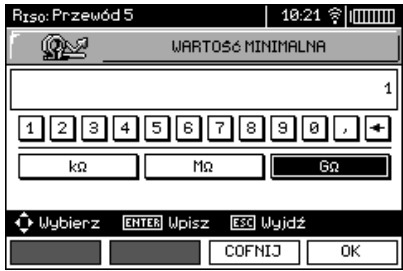 RISO: Przewód 5 10:21
WARTOŚĆ MINIMALNA
1
1 2 3 4 5 6 7 8 9 0 ,
kΩ MΩ GΩ
Wybierz ENTER Wpisz ESC Wyjdź
COFNIJ OK